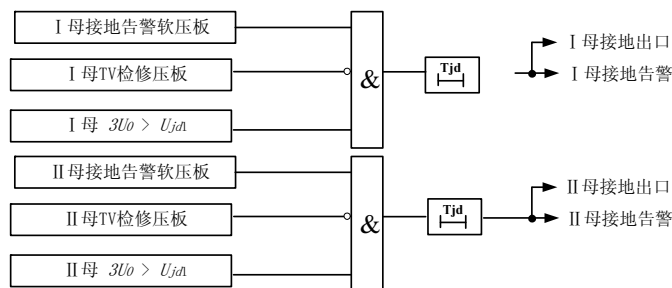 Ⅰ母接地告警软压板
Ⅰ母TV检修压板
Ⅰ母 3U0 > Ujd1
&
Tjd
Ⅰ母接地出口
Ⅰ母接地告警
Ⅱ母接地告警软压板
Ⅱ母TV检修压板
Ⅱ母 3U0 > Ujd1
&
Tjd
Ⅱ母接地出口
Ⅱ母接地告警